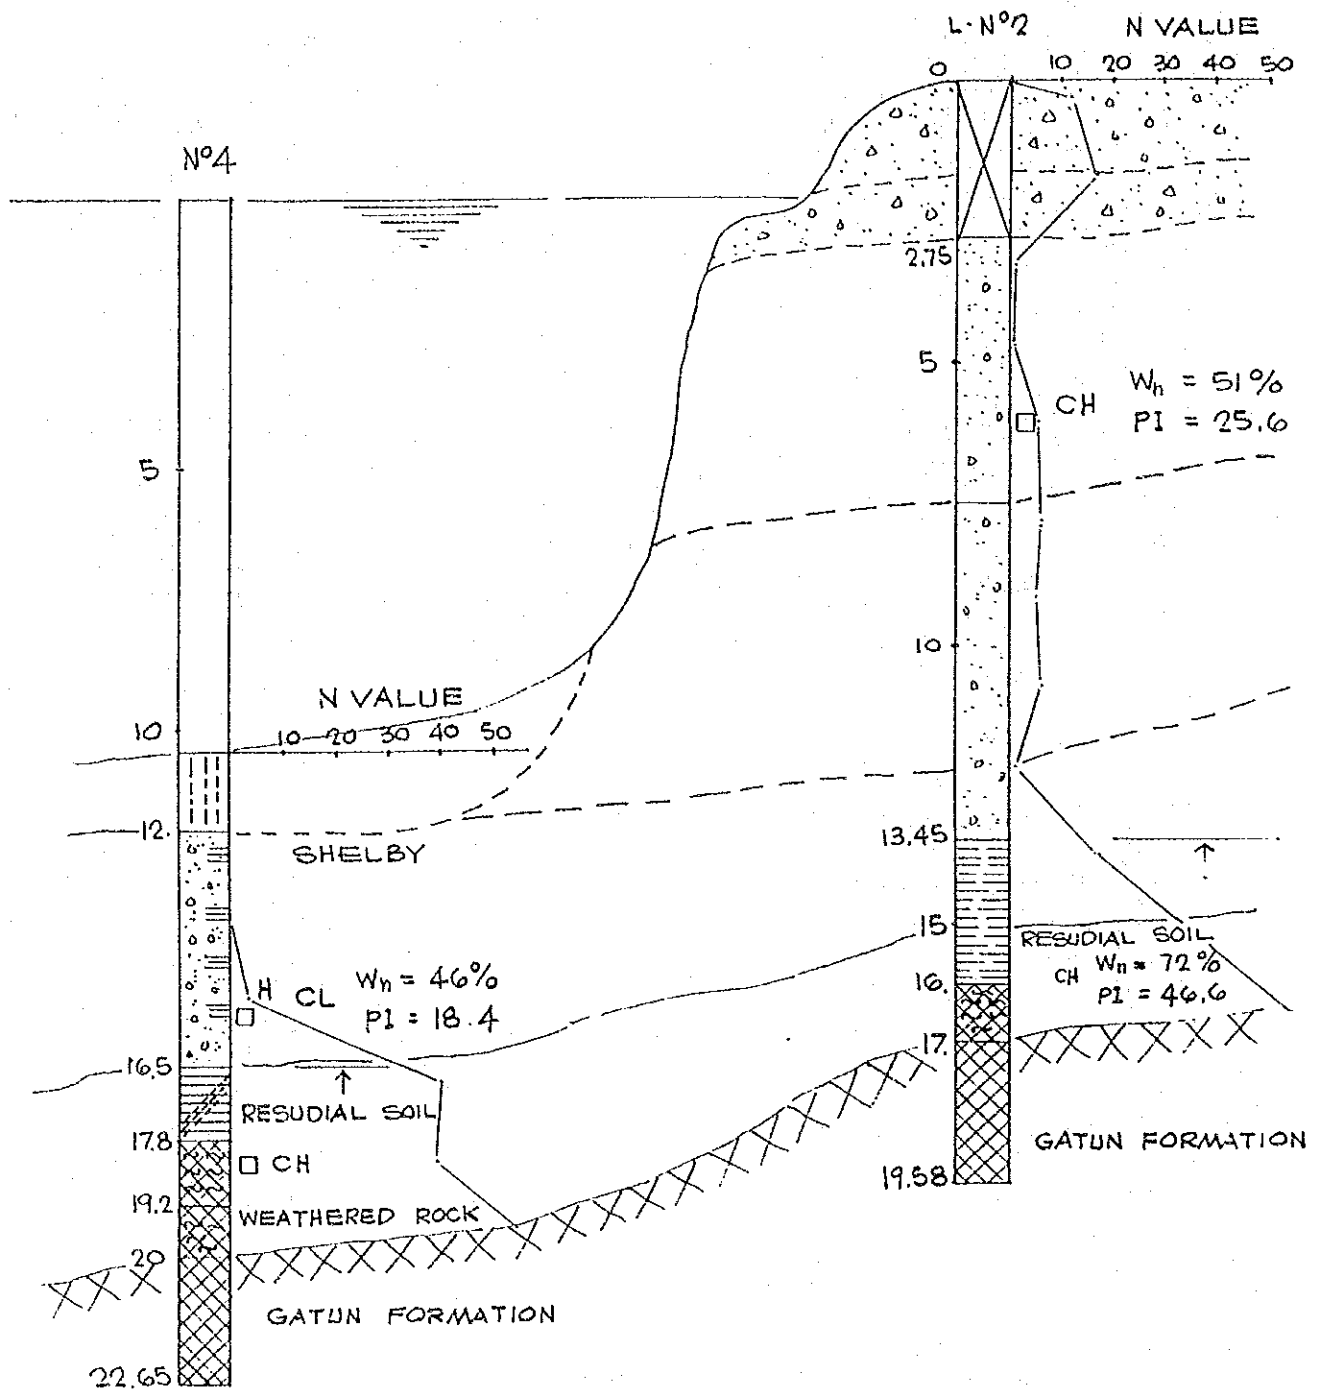 L-Nº2 N VALUE
0 10 20 30 40 50
Nº4
2.75
5
CH Wn = 51%
PI = 25.6
5
10
N VALUE
10 10 20 30 40 50
12.
SHELBY
13.45
15
RESUDIAL SOIL
CH Wn = 72%
PI = 46.6
16.
17.
H CL Wn = 46%
PI = 18.4
16.5
RESUDIAL SOIL
17.8
CH
GATUN FORMATION
19.58
19.2
WEATHERED ROCK
20
GATUN FORMATION
22.65